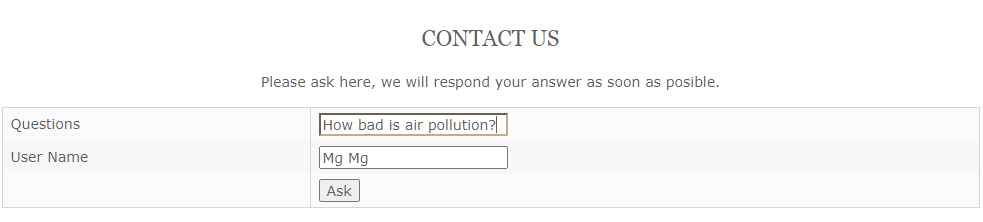 CONTACT US
Please ask here, we will respond your answer as soon as posible.
Questions How bad is air pollution?
User Name Mg Mg
Ask